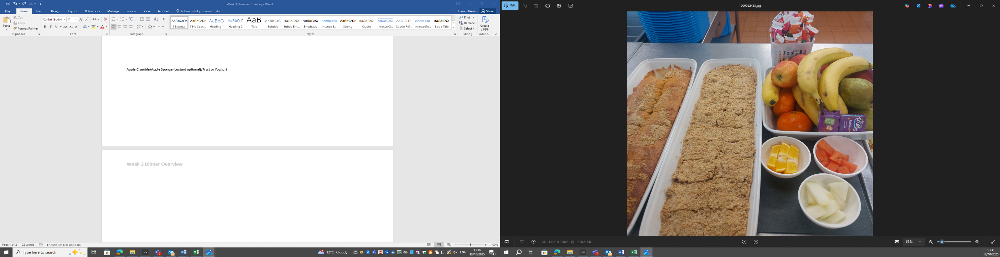 Week 3 Overview Tuesday - Word
File Home Insert Design Layout References Mailings Review View Acrobat Tell me what you want to do... Lauren Bower Share
Paste
Cut
Copy
Format Painter
Calibri (Body) 11
Find
Replace
Select
Create a PDF
AaBbCcDc AaBbCcDc AaBbCc AaBbCcC AaB AaBbCcC AaBbCcDc AaBbCcDc AaBbCcDc AaBbCcDc AaBbCcDc AaBbCcDc AABBCCDC AABBCCDC AaBbCcDc
¶ Normal ¶ No Spac... Heading 1 Heading 2 Title Subtitle Subtle Em... Emphasis Intense E... Strong Quote Intense Q... Subtle Ref... Intense Re... Book Title
Clipboard Font Paragraph Styles Editing Adobe...
Apple Crumble/Apple Sponge (custard optional)/Fruit or Yoghurt
Week 3 Dinner Overview
Page 1 of 2 22 words English (United Kingdom) 100%
Type here to search
13°C Cloudy
ENG
13:38
13/10/2025
Edit
1000022453.jpg
Raisins
Fruits
1382 x 1382 718.5 KB
68%
13:38
13/10/2025